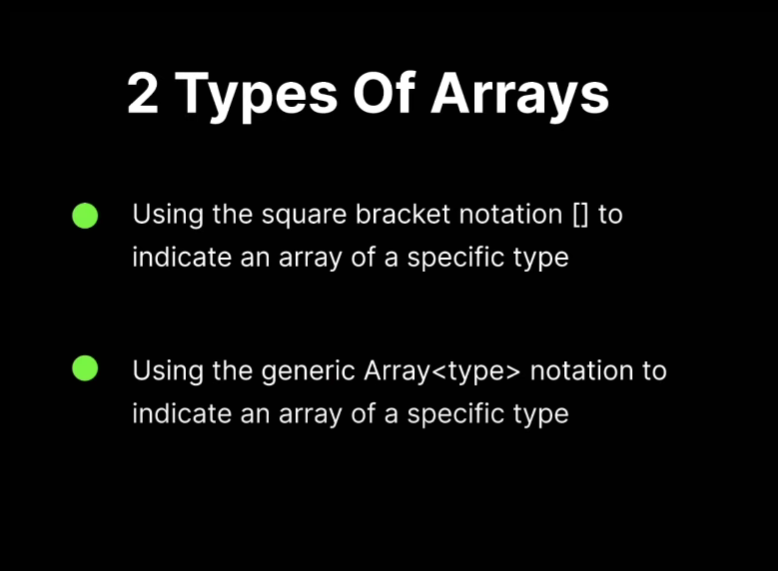 2 Types Of Arrays
Using the square bracket notation [] to
indicate an array of a specific type
Using the generic Array<type> notation to
indicate an array of a specific type